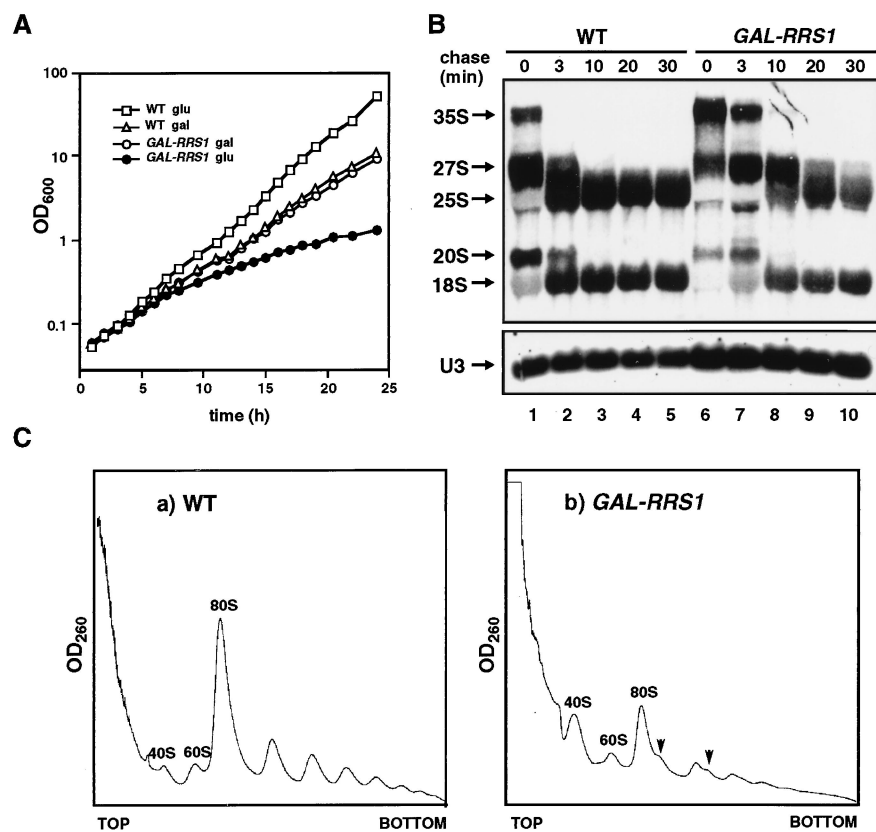 A
100
10
1
0.1
OD600
0
5
10
15
20
25
time (h)
WT glu
WT gal
GAL-RRS1 gal
GAL-RRS1 glu
B
WT
GAL-RRS1
chase (min)
0 3 10 20 30 0 3 10 20 30
35S
27S
25S
20S
18S
U3
1 2 3 4 5 6 7 8 9 10
C
a) WT
OD260
40S
60S
80S
TOP
BOTTOM
b) GAL-RRS1
OD260
40S
60S
80S
TOP
BOTTOM